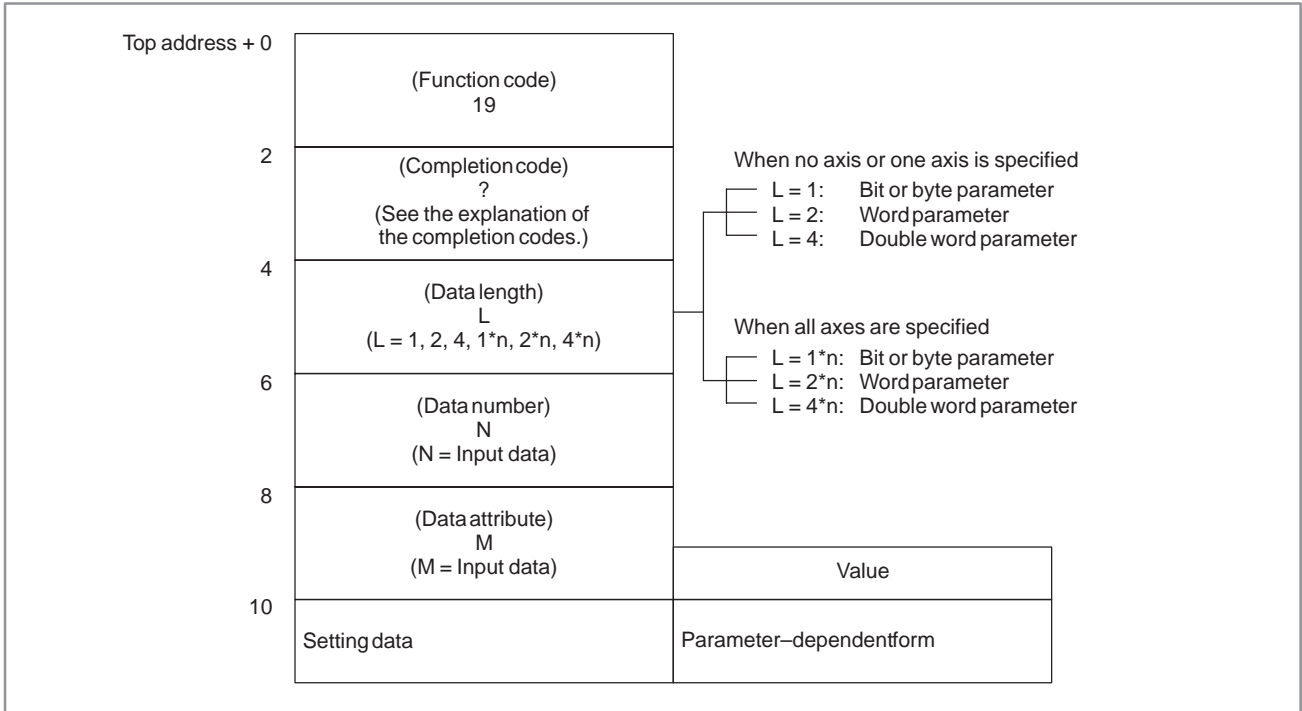 Top address + 0
(Function code)
19
2
(Completion code)
?
(See the explanation of
the completion codes.)
4
(Data length)
L
(L = 1, 2, 4, 1*n, 2*n, 4*n)
When no axis or one axis is specified
L = 1: Bit or byte parameter
L = 2: Word parameter
L = 4: Double word parameter
When all axes are specified
L = 1*n: Bit or byte parameter
L = 2*n: Word parameter
L = 4*n: Double word parameter
6
(Data number)
N
(N = Input data)
8
(Data attribute)
M
(M = Input data)
Value
10
Setting data
Parameter–dependent form